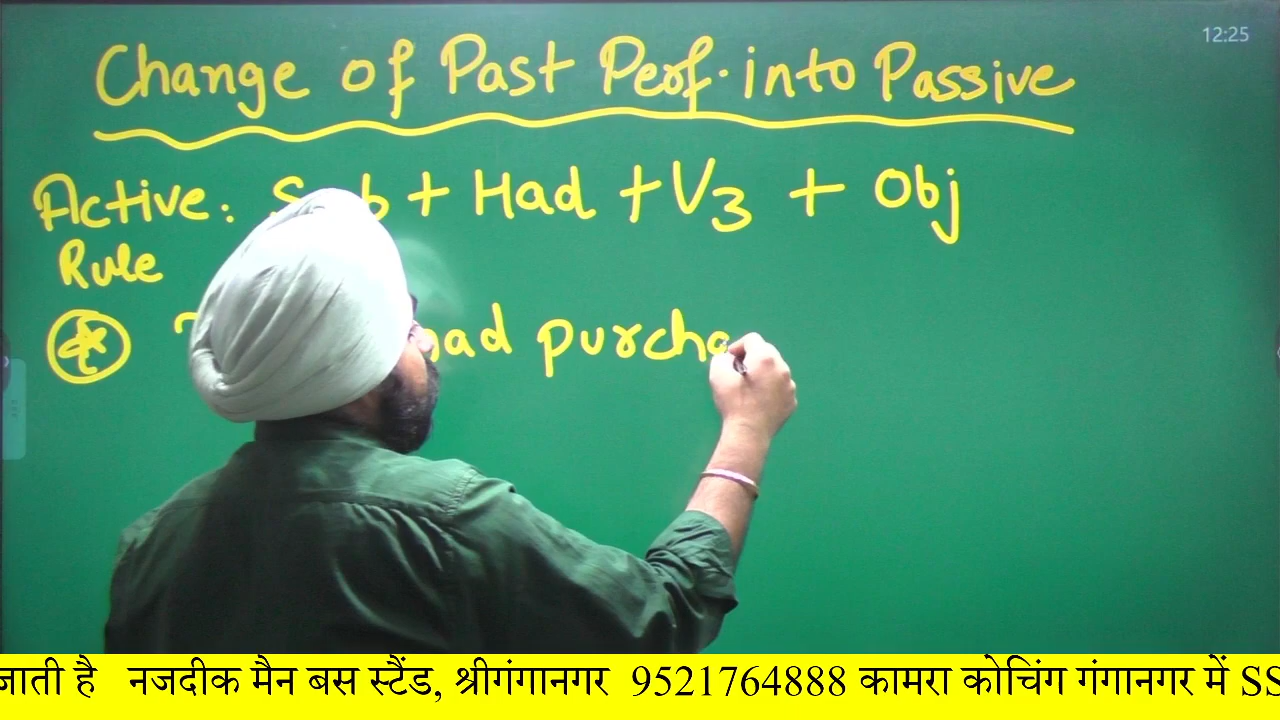 12:25
Change of Past Perf. into Passive
Active: + Had + V3 + Obj
Rule
purcha
जाती है नजदीक मैन बस स्टैंड, श्रीगंगानगर 9521764888 कामरा कोचिंग गंगानगर में SS